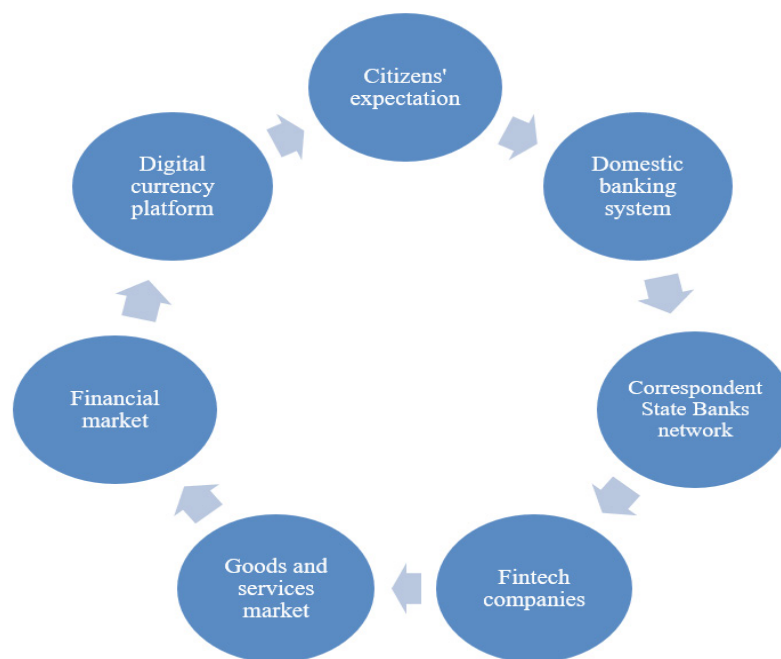 Citizens'
expectation
Domestic
banking
system
Correspondent
State Banks
network
Fintech
companies
Goods and
services
market
Financial
market
Digital
currency
platform